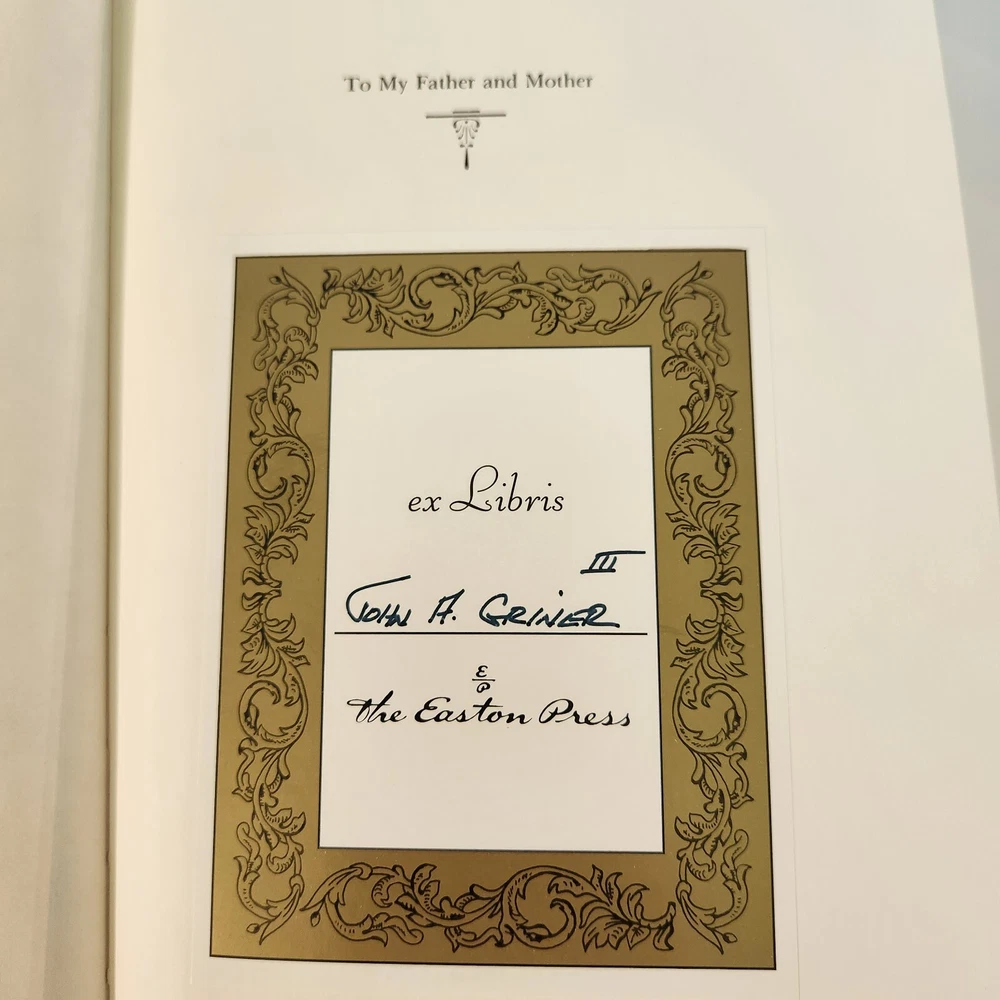 To My Father and Mother
ex Libris
III
JOHN A. GRINER
E
P
the Easton Press